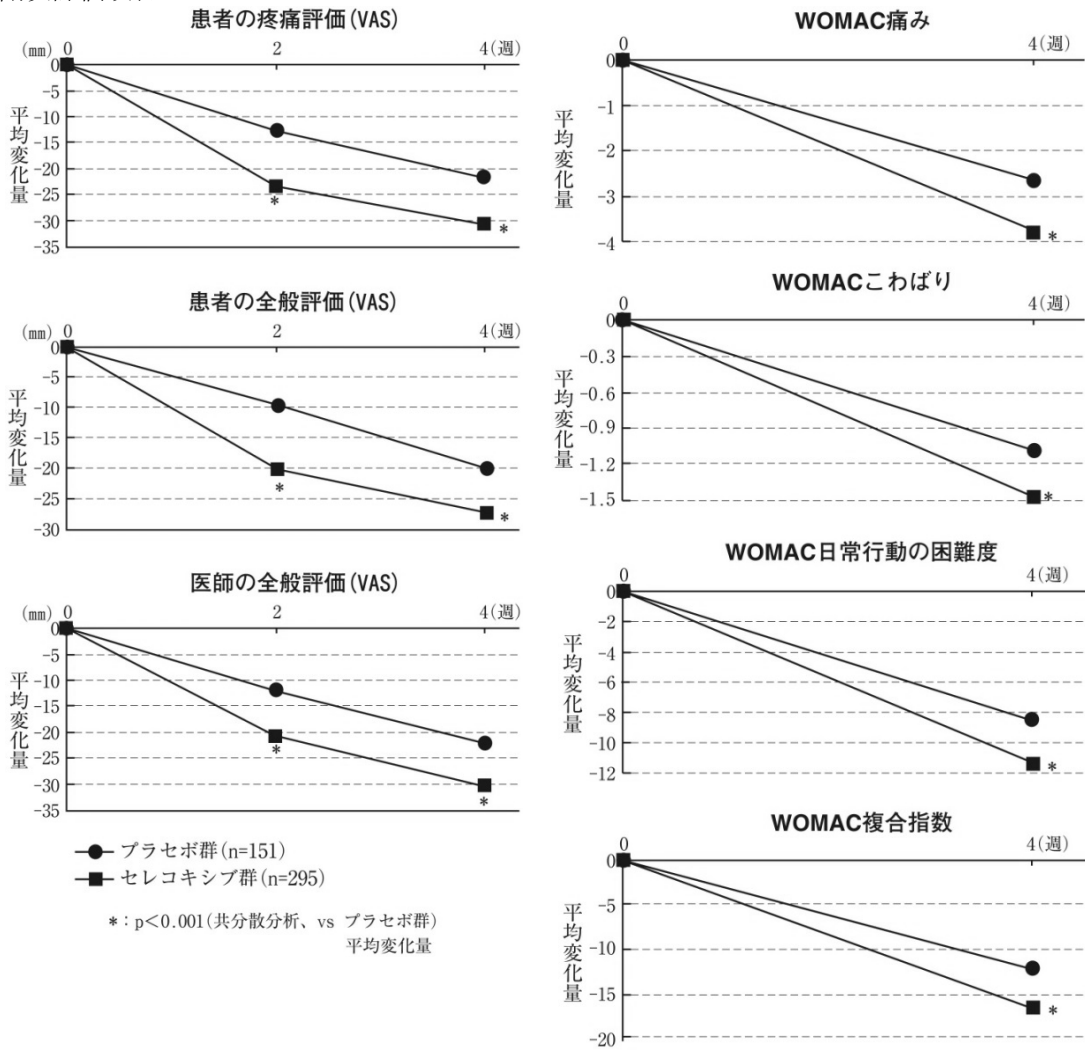 患者の疼痛評価(VAS)
(mm) 0 2 4(週)
0
-5
-10
-15
-20
-25
-30
-35
平均変化量
*
*
患者の全般評価(VAS)
(mm) 0 2 4(週)
0
-5
-10
-15
-20
-25
-30
平均変化量
*
*
医師の全般評価(VAS)
(mm) 0 2 4(週)
0
-5
-10
-15
-20
-25
-30
-35
平均変化量
*
*
プラセボ群(n=151)
セレコキシブ群(n=295)
*:p<0.001(共分散分析、vs プラセボ群)
平均変化量
WOMAC痛み
0 4(週)
0
-1
-2
-3
-4
平均変化量
*
WOMACこわばり
0 4(週)
0
-0.3
-0.6
-0.9
-1.2
-1.5
平均変化量
*
WOMAC日常行動の困難度
0 4(週)
0
-2
-4
-6
-8
-10
-12
平均変化量
*
WOMAC複合指数
0 4(週)
0
-5
-10
-15
-20
平均変化量
*